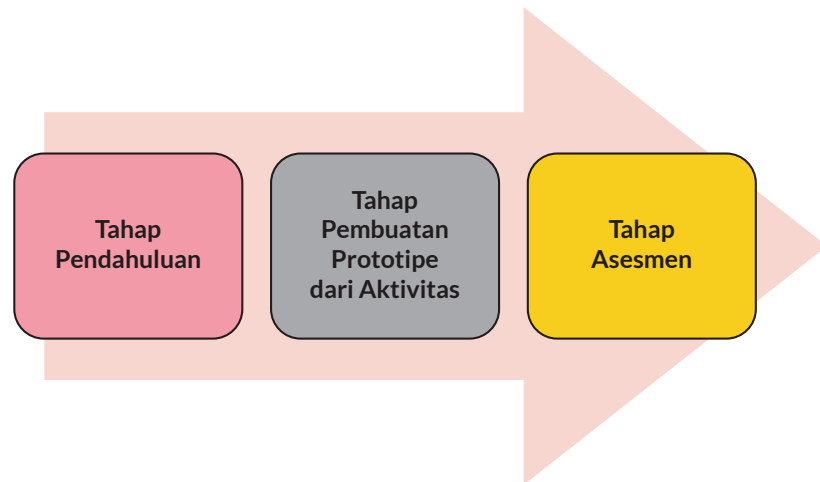 Tahap
Pendahuluan
Tahap
Pembuatan
Prototipe
dari Aktivitas
Tahap
Asesmen